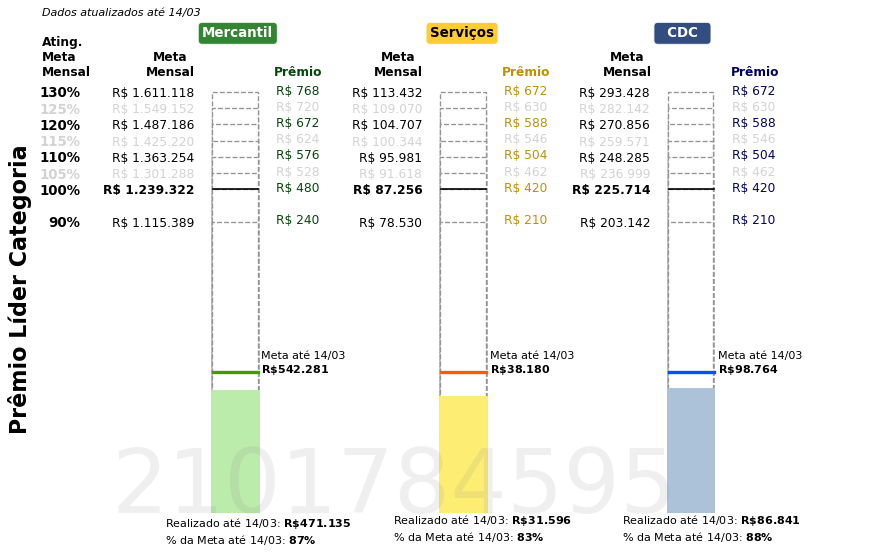 Dados atualizados até 14/03
Mercantil Serviços CDC
Ating. Meta Mensal
Meta Mensal Prêmio Meta Mensal Prêmio Meta Mensal Prêmio
130% R$ 1.611.118 R$ 768 R$ 113.432 R$ 672 R$ 293.428 R$ 672
125% R$ 1.549.152 R$ 720 R$ 109.070 R$ 630 R$ 282.142 R$ 630
120% R$ 1.487.186 R$ 672 R$ 104.707 R$ 588 R$ 270.856 R$ 588
115% R$ 1.425.220 R$ 624 R$ 100.344 R$ 546 R$ 259.571 R$ 546
110% R$ 1.363.254 R$ 576 R$ 95.981 R$ 504 R$ 248.285 R$ 504
105% R$ 1.301.288 R$ 528 R$ 91.618 R$ 462 R$ 236.999 R$ 462
100% R$ 1.239.322 R$ 480 R$ 87.256 R$ 420 R$ 225.714 R$ 420
90% R$ 1.115.389 R$ 240 R$ 78.530 R$ 210 R$ 203.142 R$ 210
Prêmio Líder Categoria
Meta até 14/03 Meta até 14/03 Meta até 14/03
R$542.281 R$38.180 R$98.764
2101784595
Realizado até 14/03: R$471.135 Realizado até 14/03: R$31.596 Realizado até 14/03: R$86.841
% da Meta até 14/03: 87% % da Meta até 14/03: 83% % da Meta até 14/03: 88%